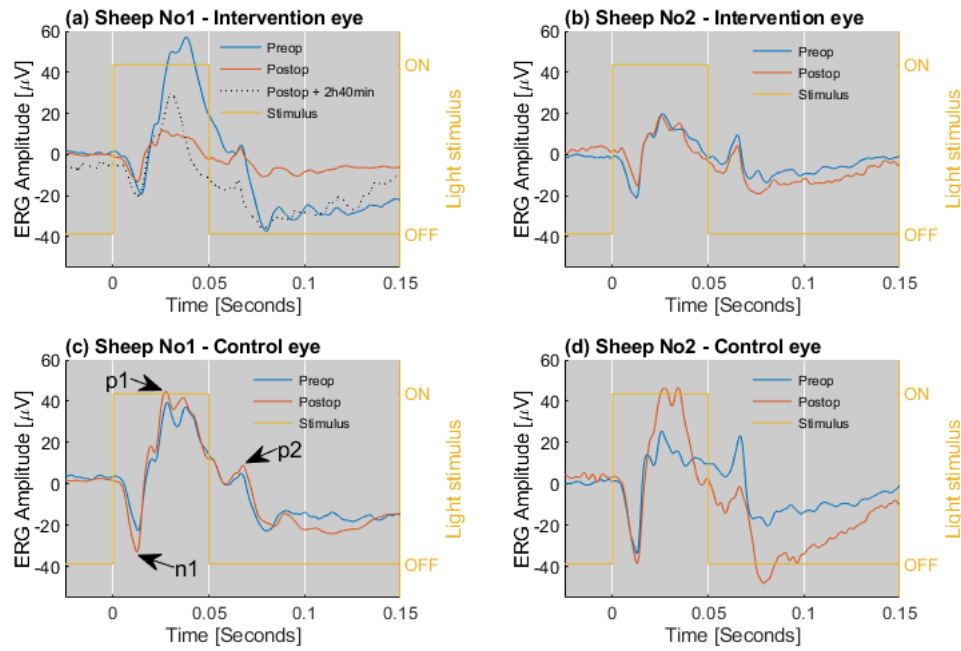 (a) Sheep No1 - Intervention eye
60
40
20
0
-20
-40
ERG Amplitude [μV]
Preop
Postop
Postop + 2h40min
Stimulus
ON
OFF
Light stimulus
0
0.05
0.1
0.15
Time [Seconds]
(b) Sheep No2 - Intervention eye
60
40
20
0
-20
-40
ERG Amplitude [μV]
Preop
Postop
Stimulus
ON
OFF
Light stimulus
0
0.05
0.1
0.15
Time [Seconds]
(c) Sheep No1 - Control eye
60
40
20
0
-20
-40
ERG Amplitude [μV]
p1
Preop
Postop
Stimulus
p2
n1
ON
OFF
Light stimulus
0
0.05
0.1
0.15
Time [Seconds]
(d) Sheep No2 - Control eye
60
40
20
0
-20
-40
ERG Amplitude [μV]
Preop
Postop
Stimulus
ON
OFF
Light stimulus
0
0.05
0.1
0.15
Time [Seconds]